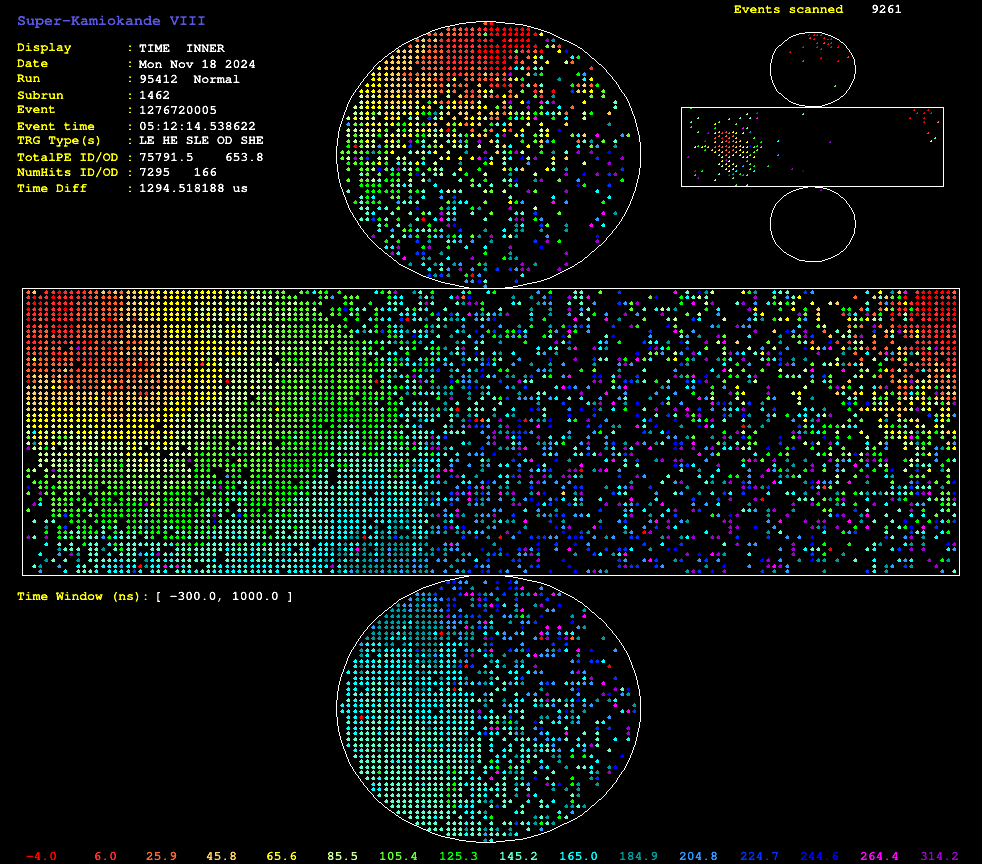 Super-Kamiokande VIII
Events scanned 9261
Display : TIME INNER
Date : Mon Nov 18 2024
Run : 95412 Normal
Subrun : 1462
Event : 1276720005
Event time : 05:12:14.538622
TRG Type(s) : LE HE SLE OD SHE
TotalPE ID/OD : 75791.5 653.8
NumHits ID/OD : 7295 166
Time Diff : 1294.518188 us
Time Window (ns): [ -300.0, 1000.0 ]
-4.0 6.0 25.9 45.8 65.6 85.5 105.4 125.3 145.2 165.0 184.9 204.8 224.7 244.6 264.4 314.2